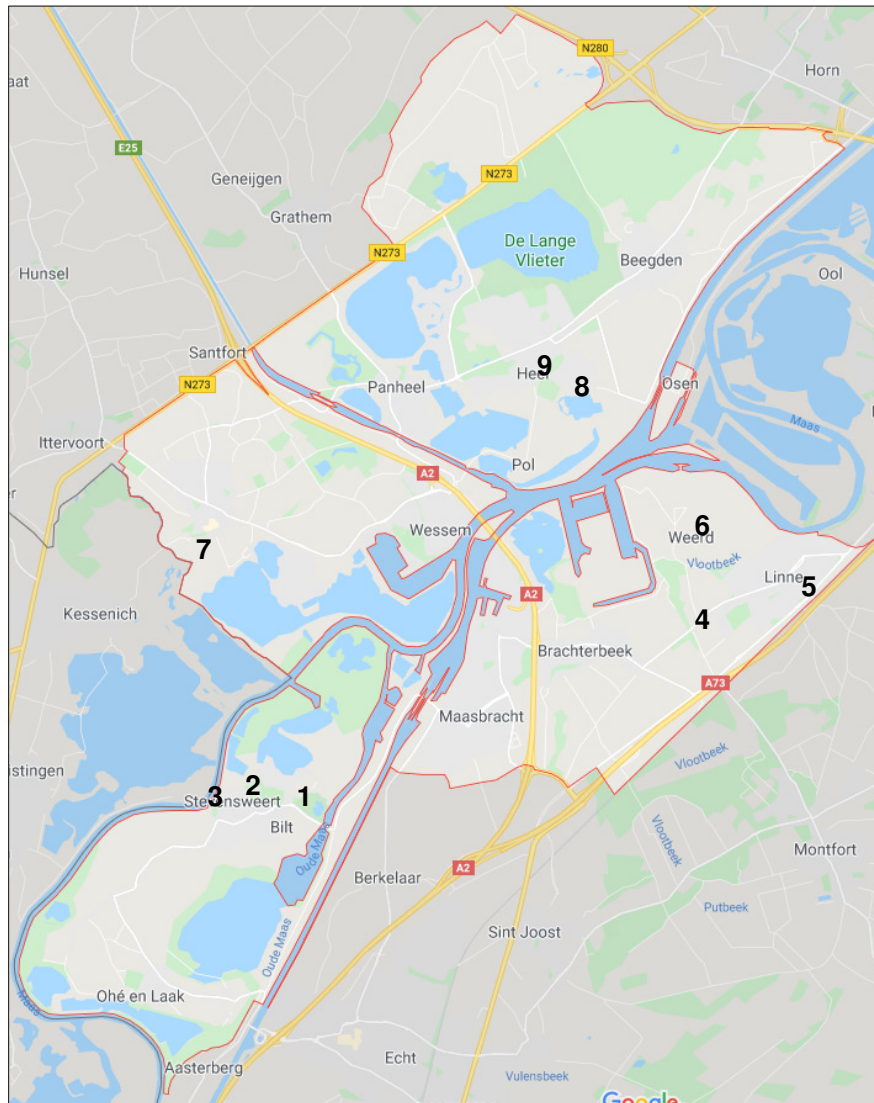 N280
Horn
aat
E25
Geneijgen
N273
Grathem
De Lange
Vlieter
Beegden
N273
Hunsel
Ool
Santfort
9
Heel
8
N273
Panheel
Osen
Maas
Ittervoort
Pol
A2
6
Wessem
Weerd
7
Vlootbeek
Linne
5
A2
Kessenich
4
Brachterbeek
A73
Maasbracht
Vlootbeek
istingen
3
2
1
Stevensweert
Bilt
Oude Maas
Vlootbeek
Montfort
A2
Berkelaar
Putbeek
Sint Joost
Oude Maas
Ohé en Laak
Maas
Aasterberg
Echt
Vulensbeek
Google